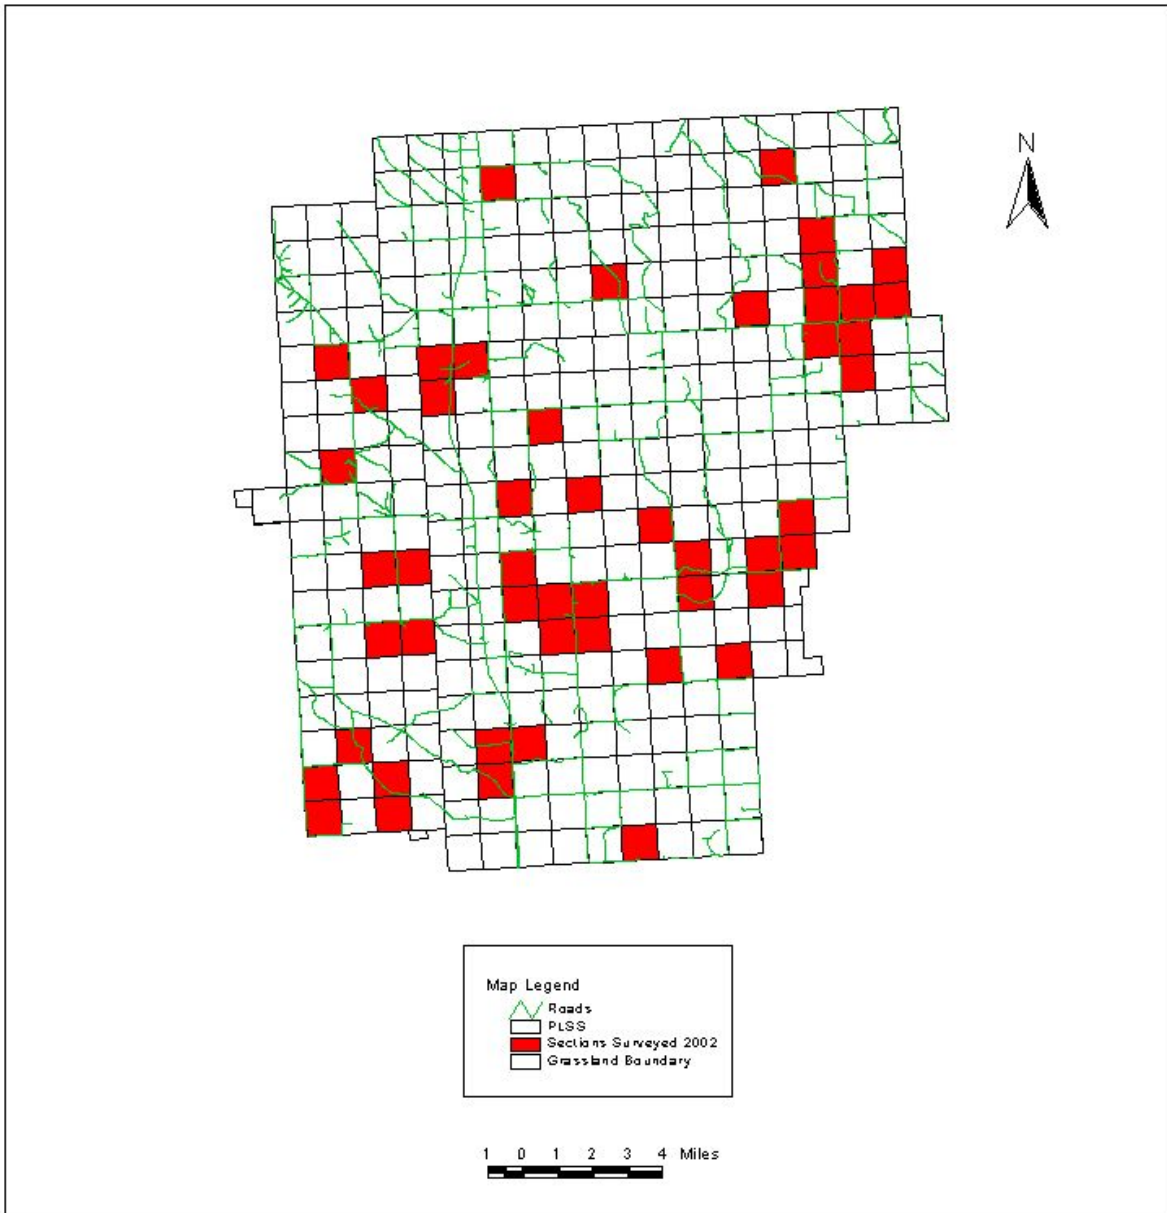 N
Map Legend
Roads
PLSS
Sections Surveyed 2002
Grassland Boundary
1 0 1 2 3 4 Miles